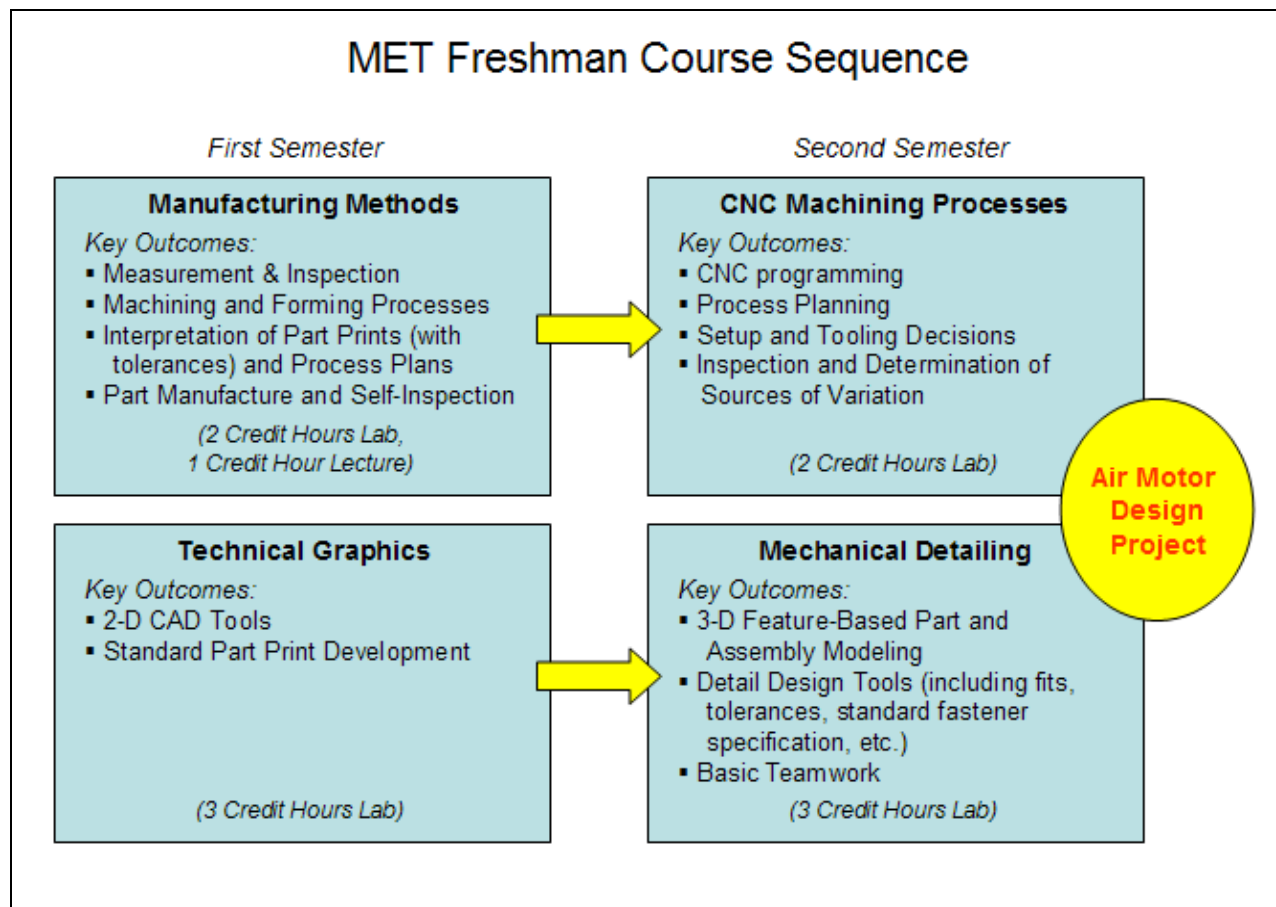 MET Freshman Course Sequence
First Semester
Second Semester
Manufacturing Methods
Key Outcomes:
▪ Measurement & Inspection
▪ Machining and Forming Processes
▪ Interpretation of Part Prints (with
tolerances) and Process Plans
▪ Part Manufacture and Self-Inspection
(2 Credit Hours Lab,
1 Credit Hour Lecture)
CNC Machining Processes
Key Outcomes:
▪ CNC programming
▪ Process Planning
▪ Setup and Tooling Decisions
▪ Inspection and Determination of
Sources of Variation
(2 Credit Hours Lab)
Air Motor
Design
Project
Technical Graphics
Key Outcomes:
▪ 2-D CAD Tools
▪ Standard Part Print Development
(3 Credit Hours Lab)
Mechanical Detailing
Key Outcomes:
▪ 3-D Feature-Based Part and
Assembly Modeling
▪ Detail Design Tools (including fits,
tolerances, standard fastener
specification, etc.)
▪ Basic Teamwork
(3 Credit Hours Lab)